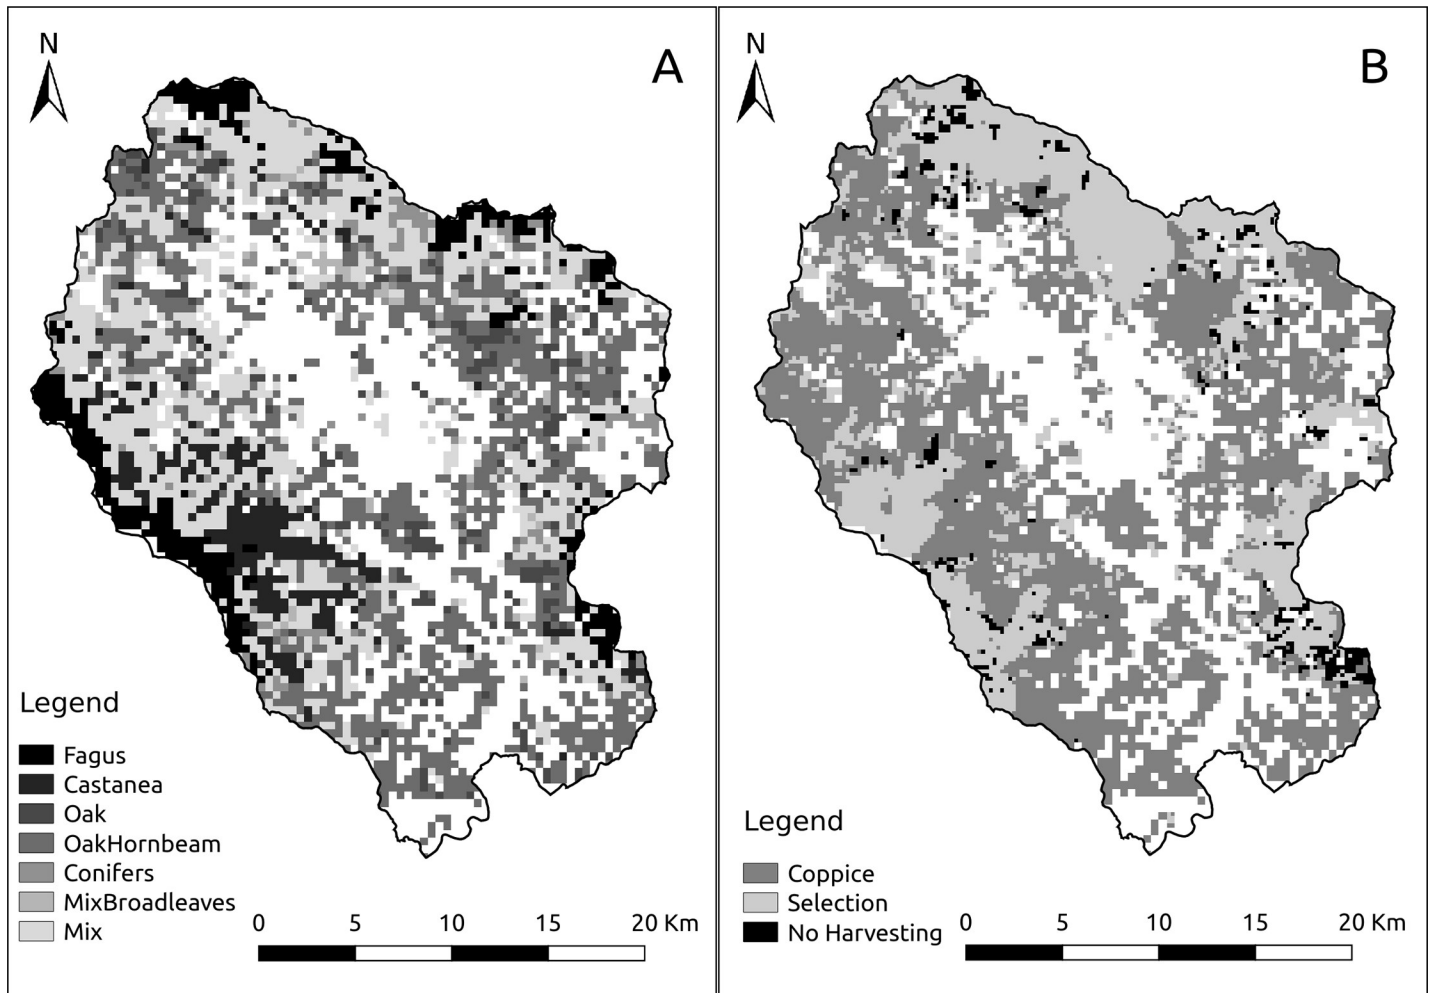 N
A
Legend
Fagus
Castanea
Oak
OakHornbeam
Conifers
MixBroadleaves
Mix
0 5 10 15 20 Km
N
B
Legend
Coppice
Selection
No Harvesting
0 5 10 15 20 Km